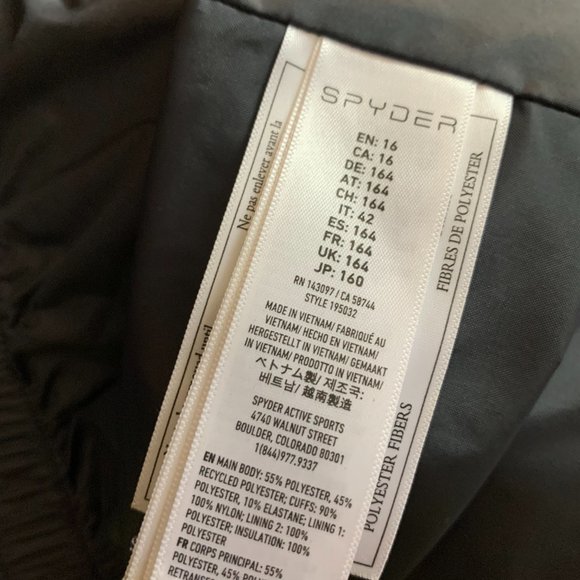 SPYDER
EN: 16
CA: 16
DE: 164
AT: 164
CH: 164
IT: 42
ES: 164
FR: 164
UK: 164
JP: 160
RN 143097 / CA 58744
STYLE 195032
MADE IN VIETNAM/ FABRIQUÉ AU
VIETNAM/ HECHO EN VIETNAM/
HERGESTELLT IN VIETNAM/ GEMAAKT
IN VIETNAM/ PRODOTTO IN VIETNAM/
ベトナム製/ 제조국:
베트남/ 越南製造
SPYDER ACTIVE SPORTS
4740 WALNUT STREET
BOULDER, COLORADO 80301
1(844)977.9337
EN MAIN BODY: 55% POLYESTER, 45%
RECYCLED POLYESTER; CUFFS: 90%
POLYESTER, 10% ELASTANE; LINING 1:
100% NYLON; LINING 2: 100%
POLYESTER; INSULATION: 100%
POLYESTER
FR CORPS PRINCIPAL: 55%
POLYESTER, 45% POLYESTER
Ne pas enlever avant la
POLYESTER FIBERS
FIBRES DE POLYESTER